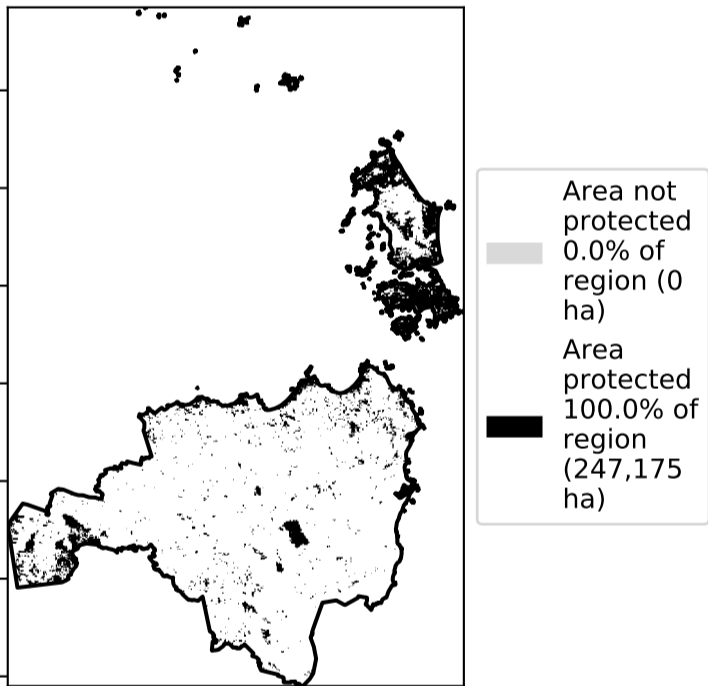 Area not
protected
0.0% of
region (0
ha)
Area
protected
100.0% of
region
(247,175
ha)